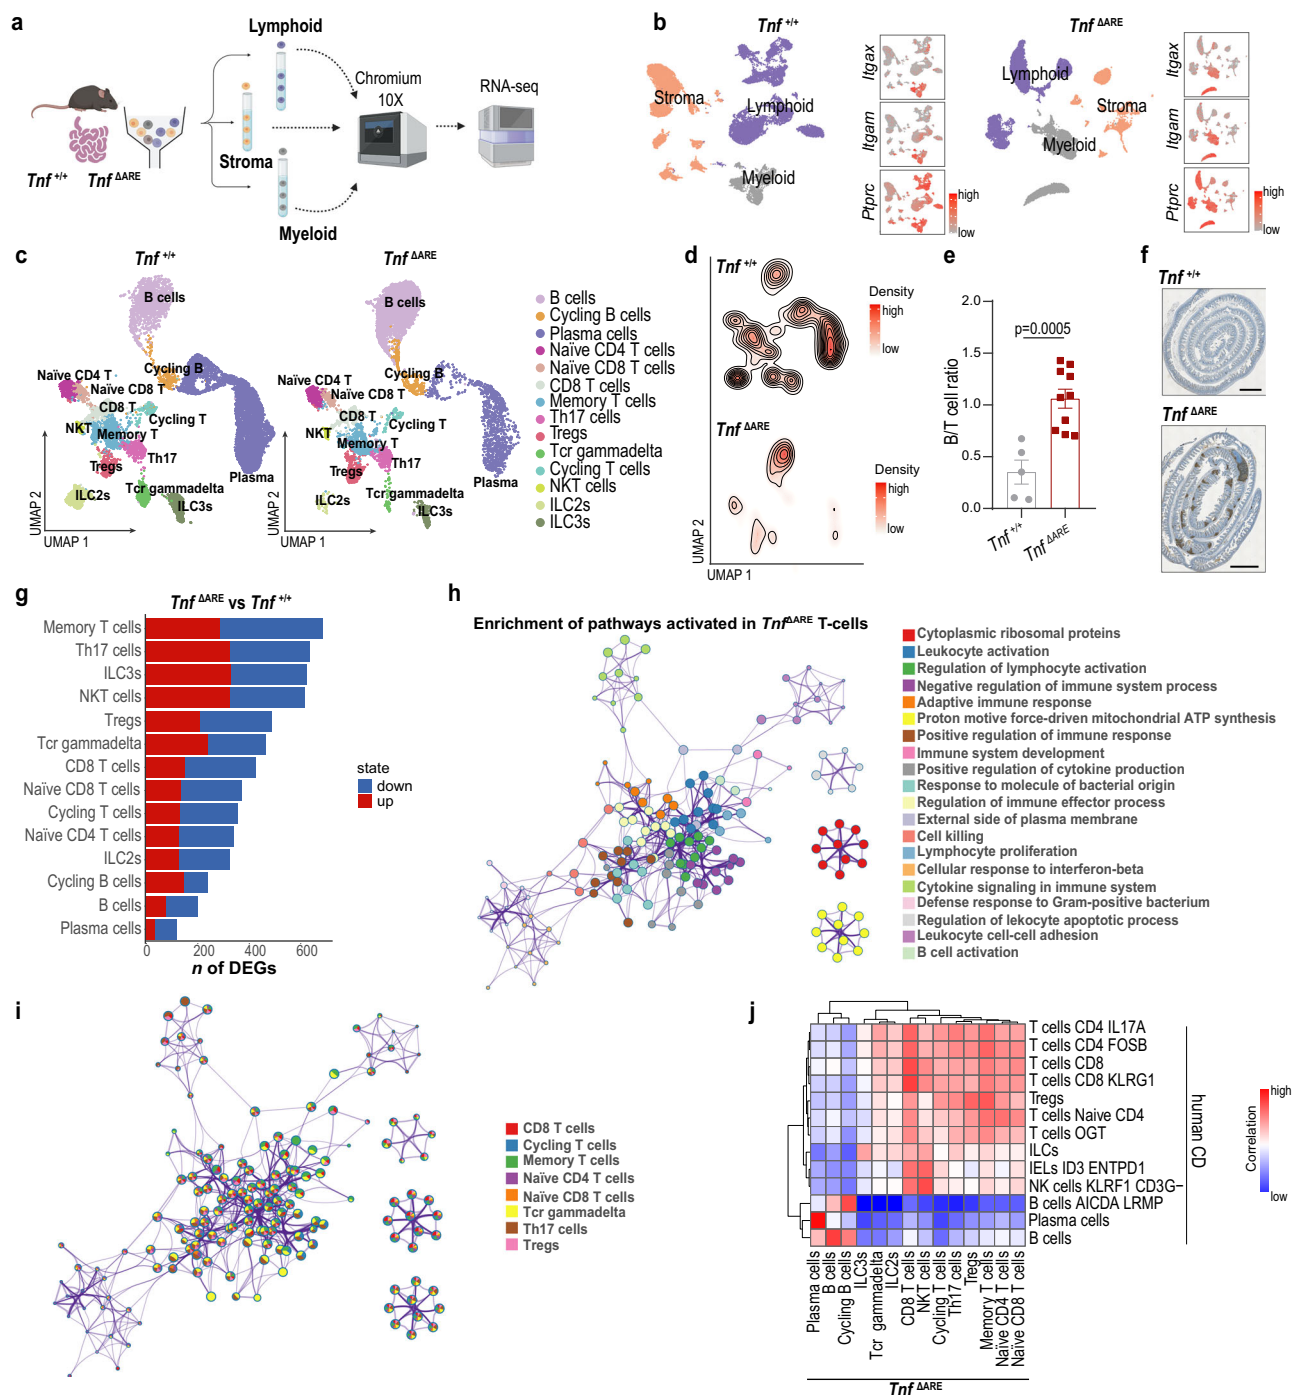 a
Lymphoid
Chromium
10X
RNA-seq
Stroma
Tnf +/+
Tnf ΔARE
Myeloid
b
Tnf +/+
Stroma
Lymphoid
Myeloid
Itgax
Itgam
Ptprc
high
low
Tnf ΔARE
Lymphoid
Stroma
Myeloid
Itgax
Itgam
Ptprc
high
low
c
Tnf +/+
B cells
Cycling B
Naïve CD4 T
Naïve CD8 T
CD8 T
Cycling T
NKT
Memory T
Th17
Tregs
Plasma
Tcr gammadelta
ILC2s
ILC3s
UMAP 2
UMAP 1
Tnf ΔARE
B cells
Cycling B
Naïve CD4 T
Naïve CD8 T
CD8 T
Cycling T
NKT
Memory T
Th17
Tregs
Plasma
Tcr gammadelta
ILC2s
ILC3s
UMAP 2
UMAP 1
B cells
Cycling B cells
Plasma cells
Naïve CD4 T cells
Naïve CD8 T cells
CD8 T cells
Memory T cells
Th17 cells
Tregs
Tcr gammadelta
Cycling T cells
NKT cells
ILC2s
ILC3s
d
Tnf +/+
Density
high
low
Tnf ΔARE
Density
high
low
UMAP 2
UMAP 1
e
B/T cell ratio
2.0
1.5
1.0
0.5
0.0
p=0.0005
Tnf +/+
Tnf ΔARE
f
Tnf +/+
Tnf ΔARE
g
Tnf ΔARE vs Tnf +/+
Memory T cells
Th17 cells
ILC3s
NKT cells
Tregs
Tcr gammadelta
CD8 T cells
Naïve CD8 T cells
Cycling T cells
Naïve CD4 T cells
ILC2s
Cycling B cells
B cells
Plasma cells
0 200 400 600
n of DEGs
state
down
up
h
Enrichment of pathways activated in Tnf ΔARE T-cells
Cytoplasmic ribosomal proteins
Leukocyte activation
Regulation of lymphocyte activation
Negative regulation of immune system process
Adaptive immune response
Proton motive force-driven mitochondrial ATP synthesis
Positive regulation of immune response
Immune system development
Positive regulation of cytokine production
Response to molecule of bacterial origin
Regulation of immune effector process
External side of plasma membrane
Cell killing
Lymphocyte proliferation
Cellular response to interferon-beta
Cytokine signaling in immune system
Defense response to Gram-positive bacterium
Regulation of lekocyte apoptotic process
Leukocyte cell-cell adhesion
B cell activation
i
CD8 T cells
Cycling T cells
Memory T cells
Naïve CD4 T cells
Naïve CD8 T cells
Tcr gammadelta
Th17 cells
Tregs
j
T cells CD4 IL17A
T cells CD4 FOSB
T cells CD8
T cells CD8 KLRG1
Tregs
T cells Naive CD4
T cells OGT
ILCs
IELs ID3 ENTPD1
NK cells KLRF1 CD3G−
B cells AICDA LRMP
Plasma cells
B cells
human CD
Correlation
high
low
Plasma B cells
B cells
Cycling B cells
ILC3s
Tcr gammadelta
ILC2s
CD8 T cells
NKT cells
Cycling T cells
Th17 cells
Tregs
Memory T cells
Naïve CD4 T cells
Naïve CD8 T cells
Tnf ΔARE